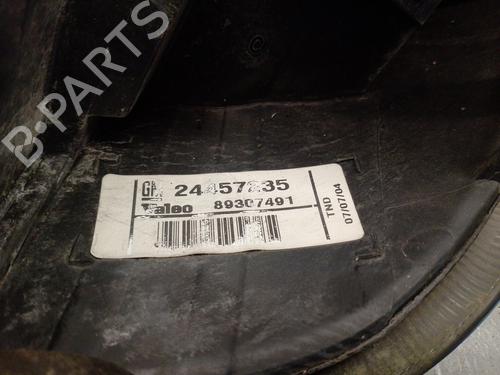 B-PARTS
GM 24457235
Valeo 89307491
TND
07/07/04